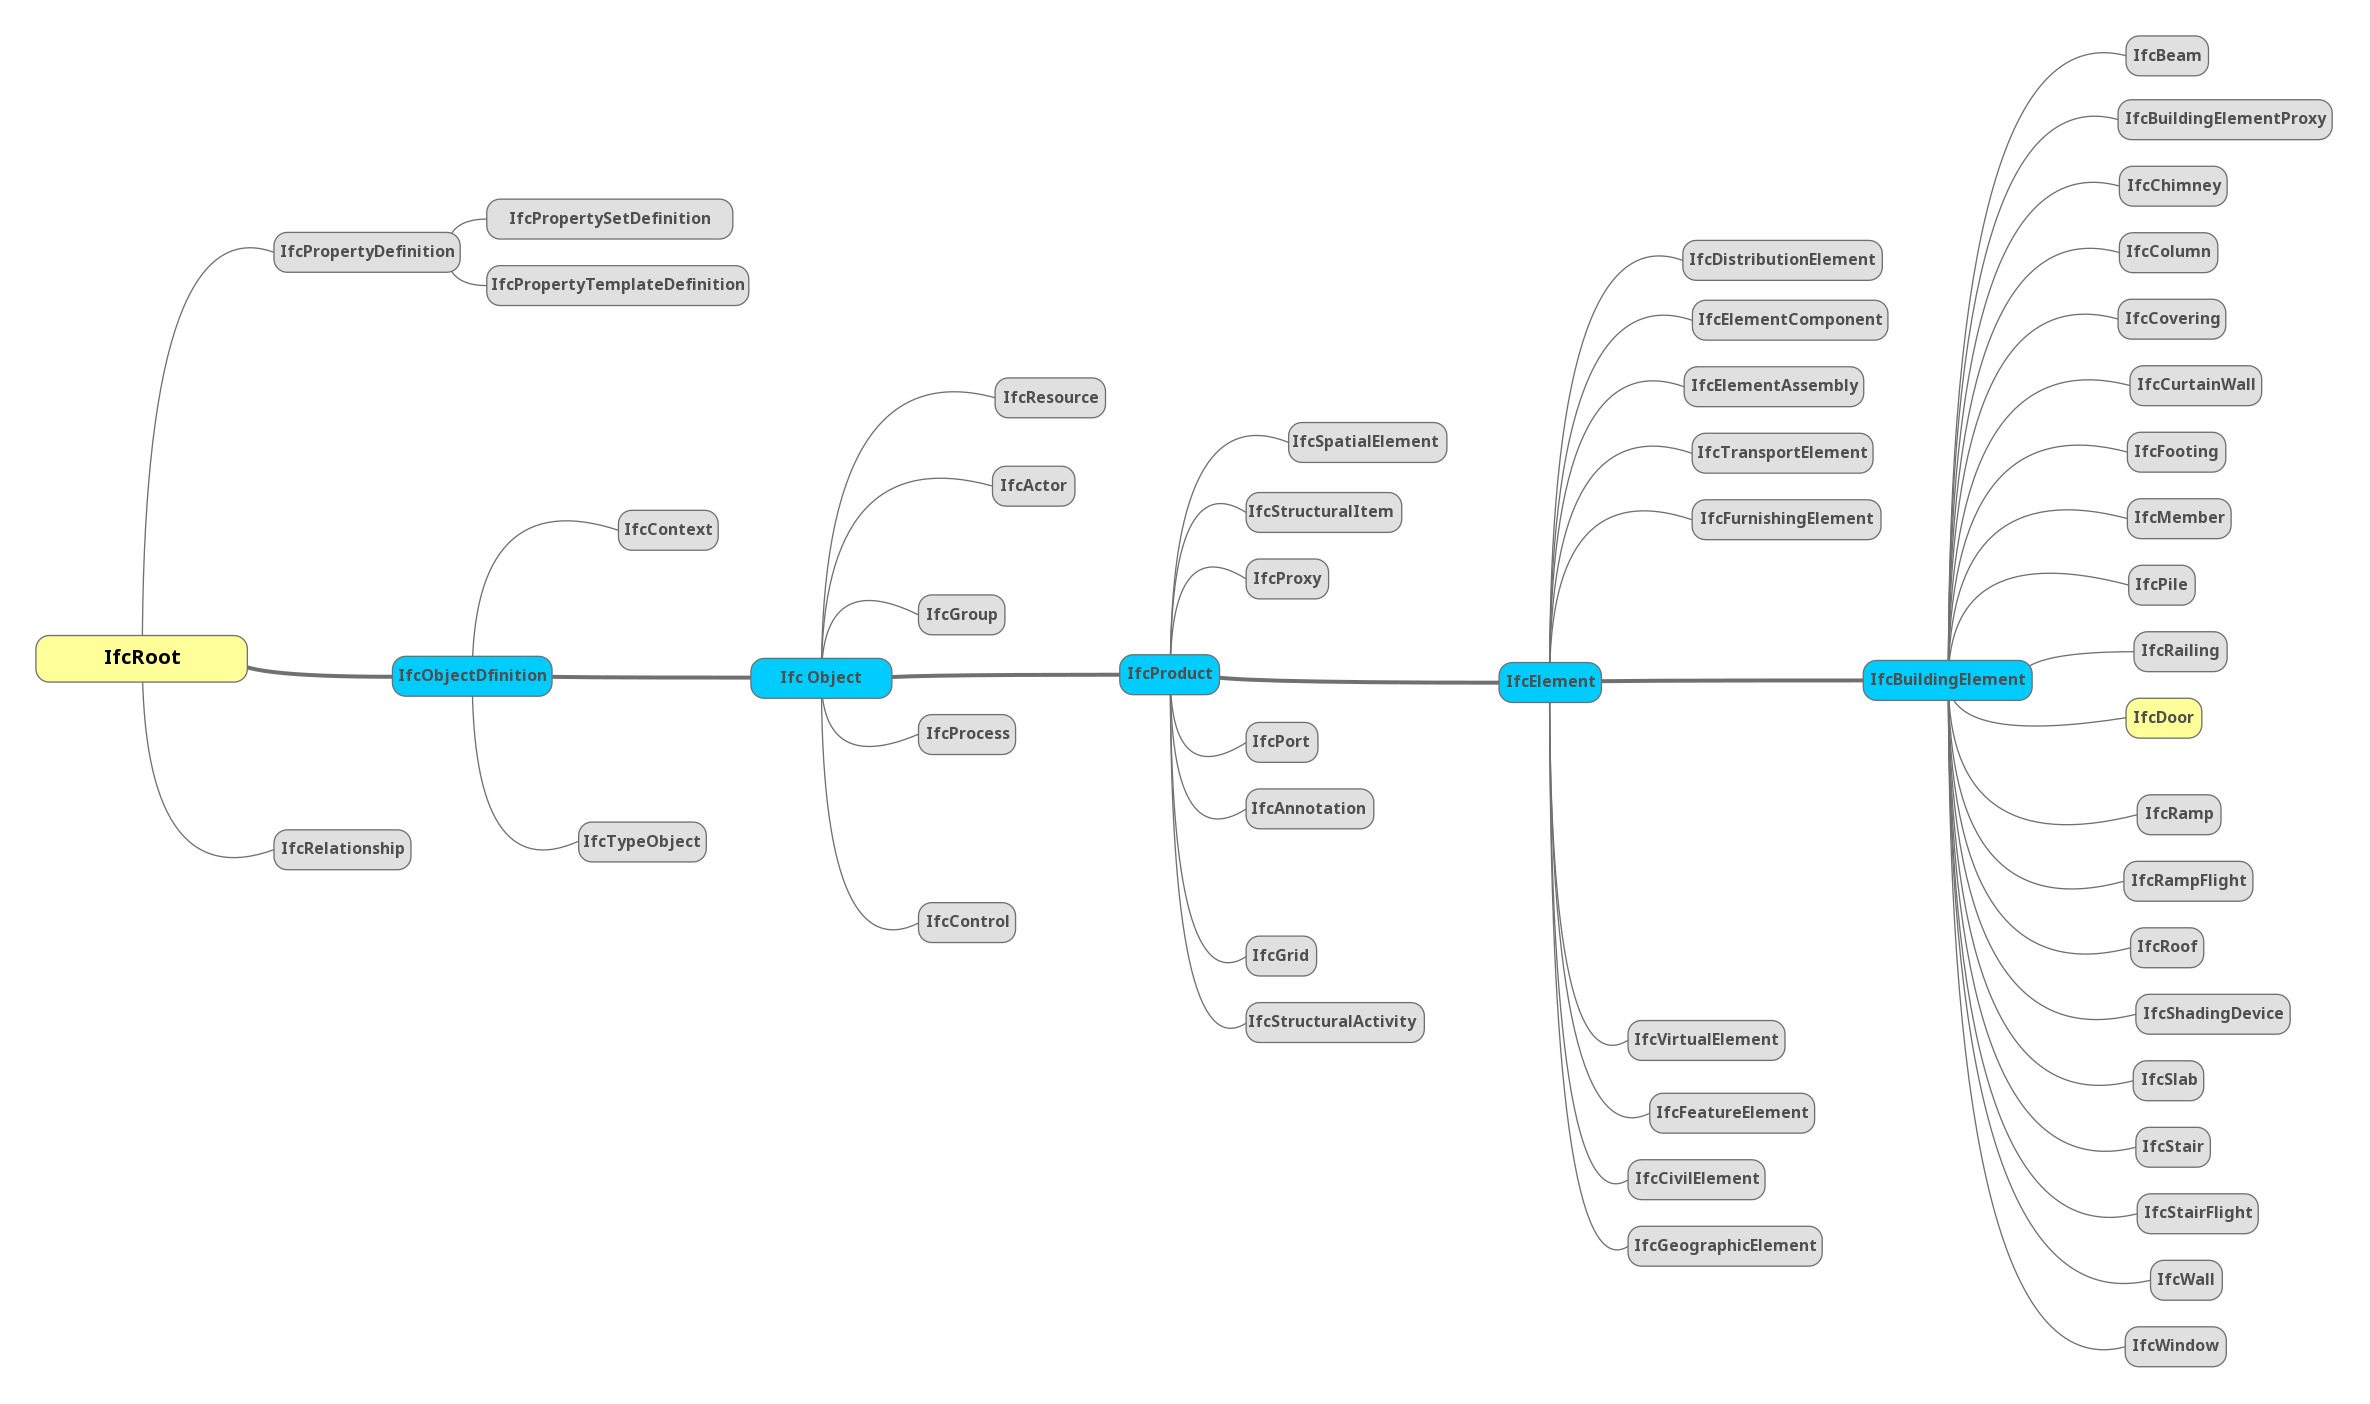 IfcRoot
IfcPropertyDefinition
IfcPropertySetDefinition
IfcPropertyTemplateDefinition
IfcObjectDfinition
IfcRelationship
IfcContext
IfcTypeObject
Ifc Object
IfcResource
IfcActor
IfcGroup
IfcProcess
IfcControl
IfcProduct
IfcSpatialElement
IfcStructuralItem
IfcProxy
IfcPort
IfcAnnotation
IfcGrid
IfcStructuralActivity
IfcElement
IfcDistributionElement
IfcElementComponent
IfcElementAssembly
IfcTransportElement
IfcFurnishingElement
IfcVirtualElement
IfcFeatureElement
IfcCivilElement
IfcGeographicElement
IfcBuildingElement
IfcBeam
IfcBuildingElementProxy
IfcChimney
IfcColumn
IfcCovering
IfcCurtainWall
IfcFooting
IfcMember
IfcPile
IfcRailing
IfcDoor
IfcRamp
IfcRampFlight
IfcRoof
IfcShadingDevice
IfcSlab
IfcStair
IfcStairFlight
IfcWall
IfcWindow